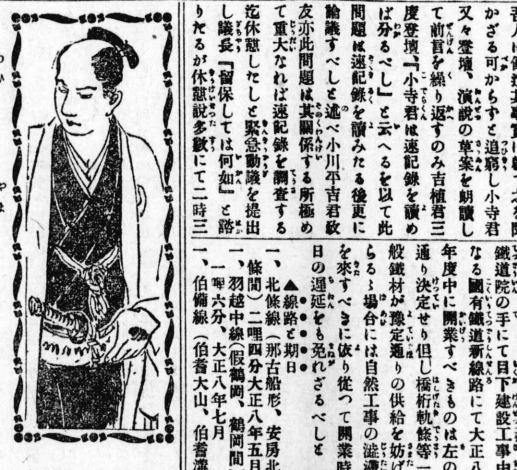 かざる可からずと追窮し小寺君
又々登壇、演説の草案を朗讀し
て前言を繰り返すのみ吉植君三
度登壇『小寺君は速記錄を讀め
ば分るべし』と云へるを以て此
問題は速記錄を讀みたる後更に
論議すべしと述べ小川平吉君
友亦此問題は其關係する所極め
て重大なれば速記錄を調査する
迄休憩したしと緊急動議を提出
し議長『留保しては何如』と諮
りたるが休憩說多數にて二時三
鐵道院の手にて目下建設工事中
なる國有鐵道新線路にて大正八
年度中に開業すべきものは左の
通り決定せり但し橋桁軌條等
般鐵材が豫定通りの供給を妨げ
らるゝ場合には自然工事の澁滯
を來すべきに依り從つて開業時
日の遲延をも免れざるべしと
▲線路と期日
一、北條線(那古船形、安房北
條間)二哩四分大正八年五月
一、羽越中線(假鶴岡、鶴岡間
一哩六分、大正八年七月
一、伯備線(伯耆大山、伯耆溝